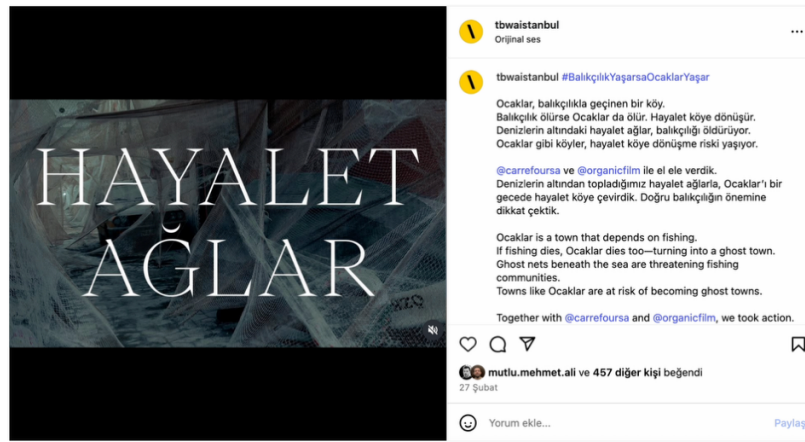 HAYALET
AĞLAR
tbwaistanbul
Orijinal ses
tbwaistanbul #BalıkçılıkYaşarsaOcaklarYaşar
Ocaklar, balıkçılıkla geçinen bir köy.
Balıkçılık ölürse Ocaklar da ölür. Hayalet köye dönüşür.
Denizlerin altındaki hayalet ağlar, balıkçılığı öldürüyor.
Ocaklar gibi köyler, hayalet köye dönüşme riski yaşıyor.
@carrefoursa ve @organicfilm ile el ele verdik.
Denizlerin altından topladığımız hayalet ağlarla, Ocaklar’ı bir
gecede hayalet köye çevirdik. Doğru balıkçılığın önemine
dikkat çektik.
Ocaklar is a town that depends on fishing.
If fishing dies, Ocaklar dies too—turning into a ghost town.
Ghost nets beneath the sea are threatening fishing
communities.
Towns like Ocaklar are at risk of becoming ghost towns.
Together with @carrefoursa and @organicfilm, we took action.
mutlu.mehmet.ali ve 457 diğer kişi beğendi
27 Şubat
Yorum ekle...
Paylaş